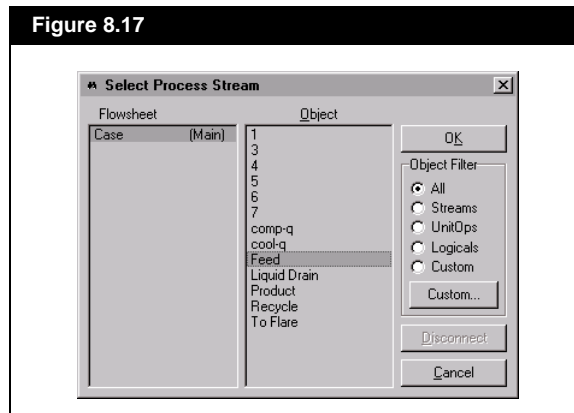 Figure 8.17
Select Process Stream
Flowsheet
Object
Case (Main)
1
3
4
5
6
7
comp-q
cool-q
Feed
Liquid Drain
Product
Recycle
To Flare
OK
Object Filter
All
Streams
UnitOps
Logicals
Custom
Custom...
Disconnect
Cancel